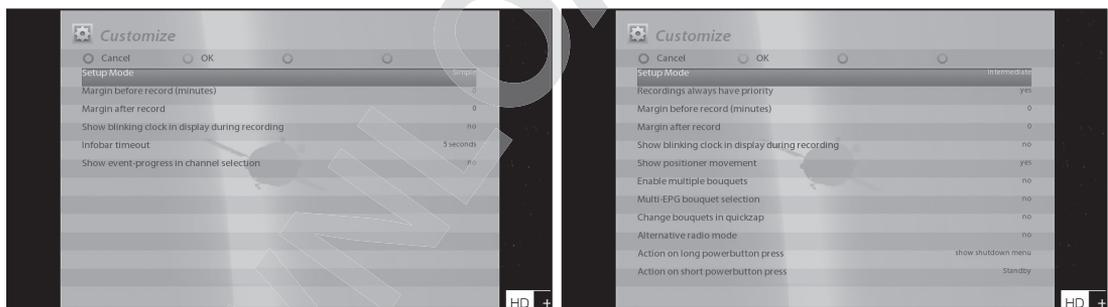 Customize
Cancel OK
Setup Mode Simple
Margin before record (minutes) 0
Margin after record 0
Show blinking clock in display during recording no
Infobar timeout 5 seconds
Show event-progress in channel selection no
HD +
Customize
Cancel OK
Setup Mode Intermediate
Recordings always have priority yes
Margin before record (minutes) 0
Margin after record 0
Show blinking clock in display during recording no
Show positioner movement yes
Enable multiple bouquets no
Multi-EPG bouquet selection no
Change bouquets in quickzap no
Alternative radio mode no
Action on long powerbutton press show shutdown menu
Action on short powerbutton press Standby
HD +